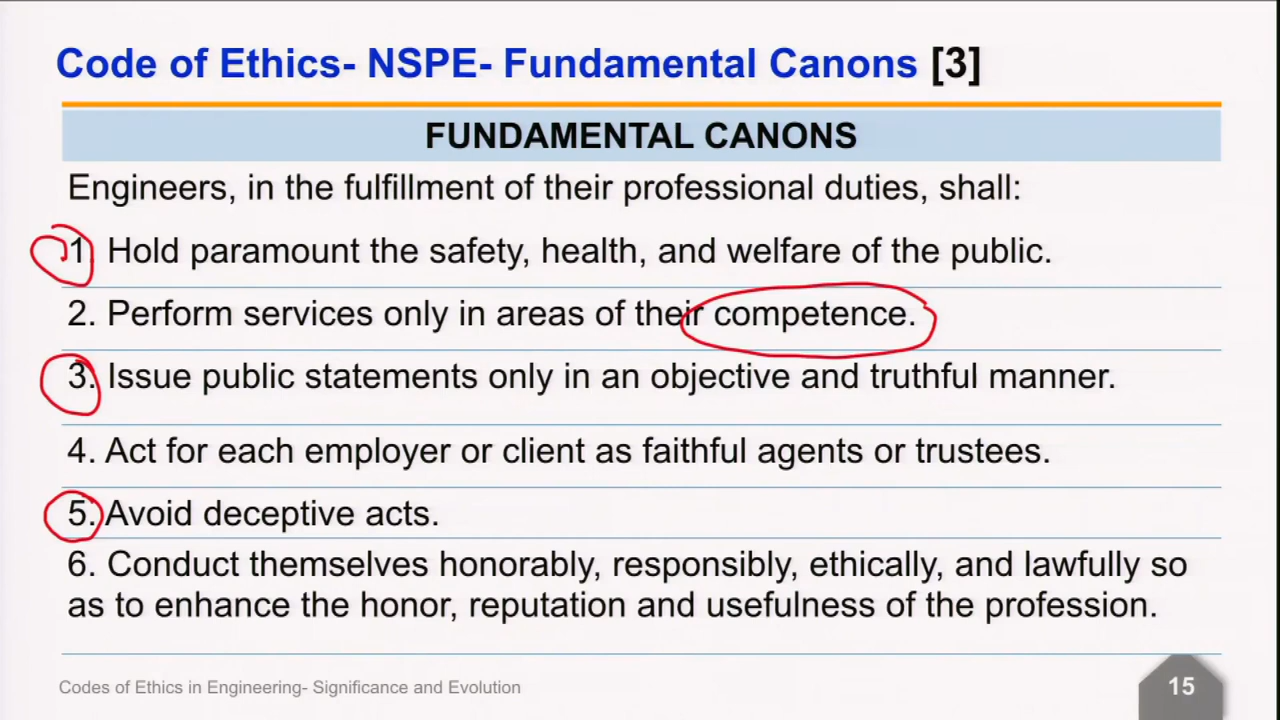 Code of Ethics- NSPE- Fundamental Canons [3]
FUNDAMENTAL CANONS
Engineers, in the fulfillment of their professional duties, shall:
1. Hold paramount the safety, health, and welfare of the public.
2. Perform services only in areas of their competence.
3. Issue public statements only in an objective and truthful manner.
4. Act for each employer or client as faithful agents or trustees.
5. Avoid deceptive acts.
6. Conduct themselves honorably, responsibly, ethically, and lawfully so
as to enhance the honor, reputation and usefulness of the profession.
Codes of Ethics in Engineering- Significance and Evolution
15